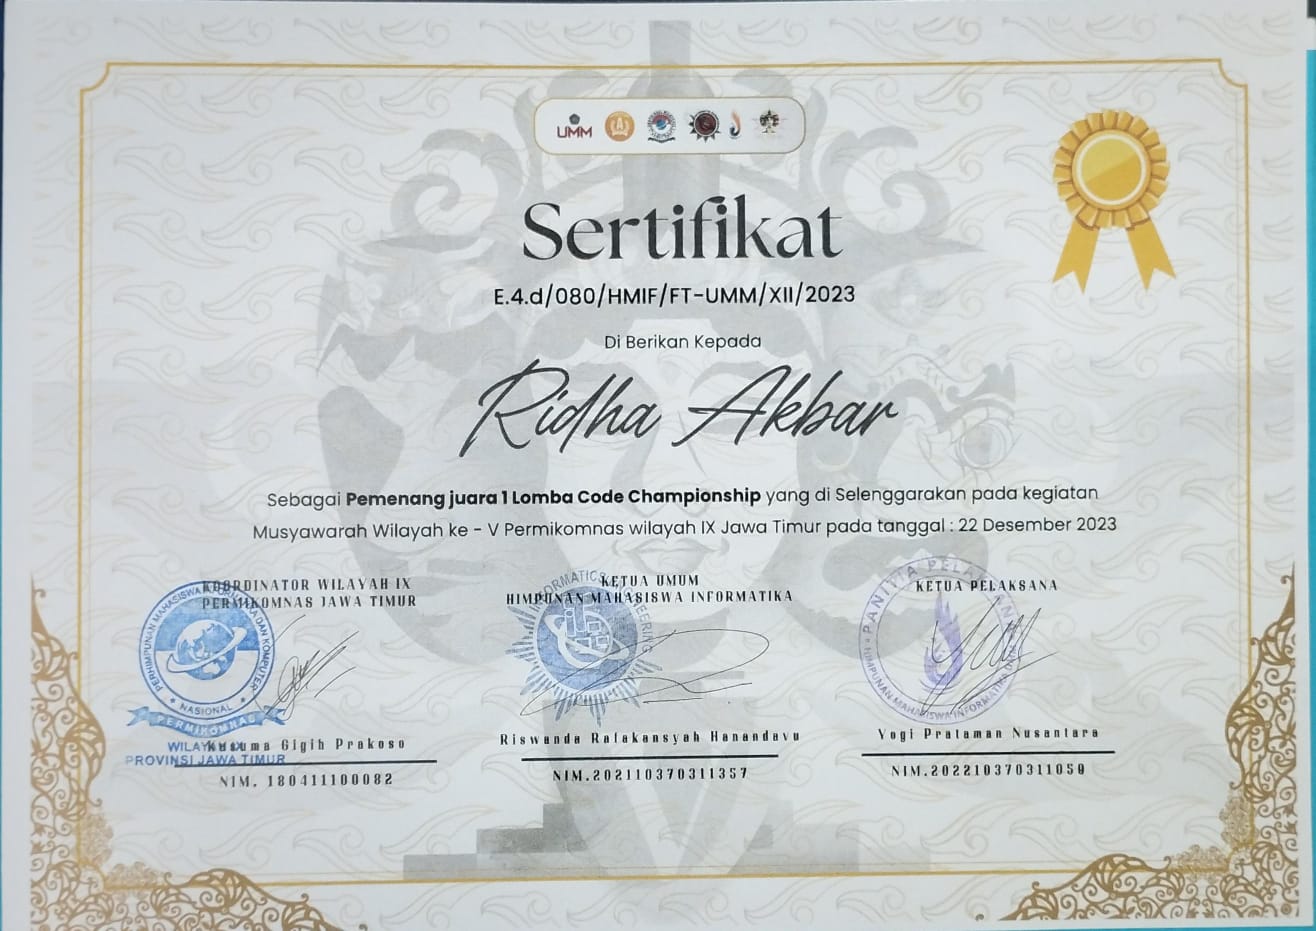 UMM
Sertifikat
E.4.d/080/HMIF/FT-UMM/XII/2023
Di Berikan Kepada
Ridha Akbar
Sebagai Pemenang juara 1 Lomba Code Championship yang di Selenggarakan pada kegiatan
Musyawarah Wilayah ke - V Permikomnas wilayah IX Jawa Timur pada tanggal : 22 Desember 2023
KOORDINATOR WILAYAH IX
PERMIKOMNAS JAWA TIMUR
PERHIMPUNAN MAHASISWA INFORMATIKA DAN KOMPUTER
NASIONAL
PERMIKOMNAS
WILAYAH IX
PROVINSI JAWA TIMUR
Kusuma Gigih Prakoso
NIM. 180411100082
KETUA UMUM
HIMPUNAN MAHASISWA INFORMATIKA
INFORMATICS ENGINEERING
Riswanda Rafakansyah Hanandavu
NIM.202110370311357
KETUA PELAKSANA
PANITIA PELAKSANA
HIMPUNAN MAHASISWA INFORMATIKA
Yogi Prataman Nusantara
NIM.202210370311050